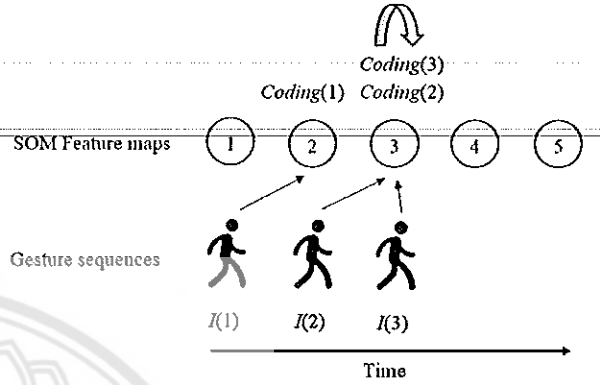 Coding(3)
Coding(1) Coding(2)
SOM Feature maps 1 2 3 4 5
Gesture sequences
I(1) I(2) I(3)
Time